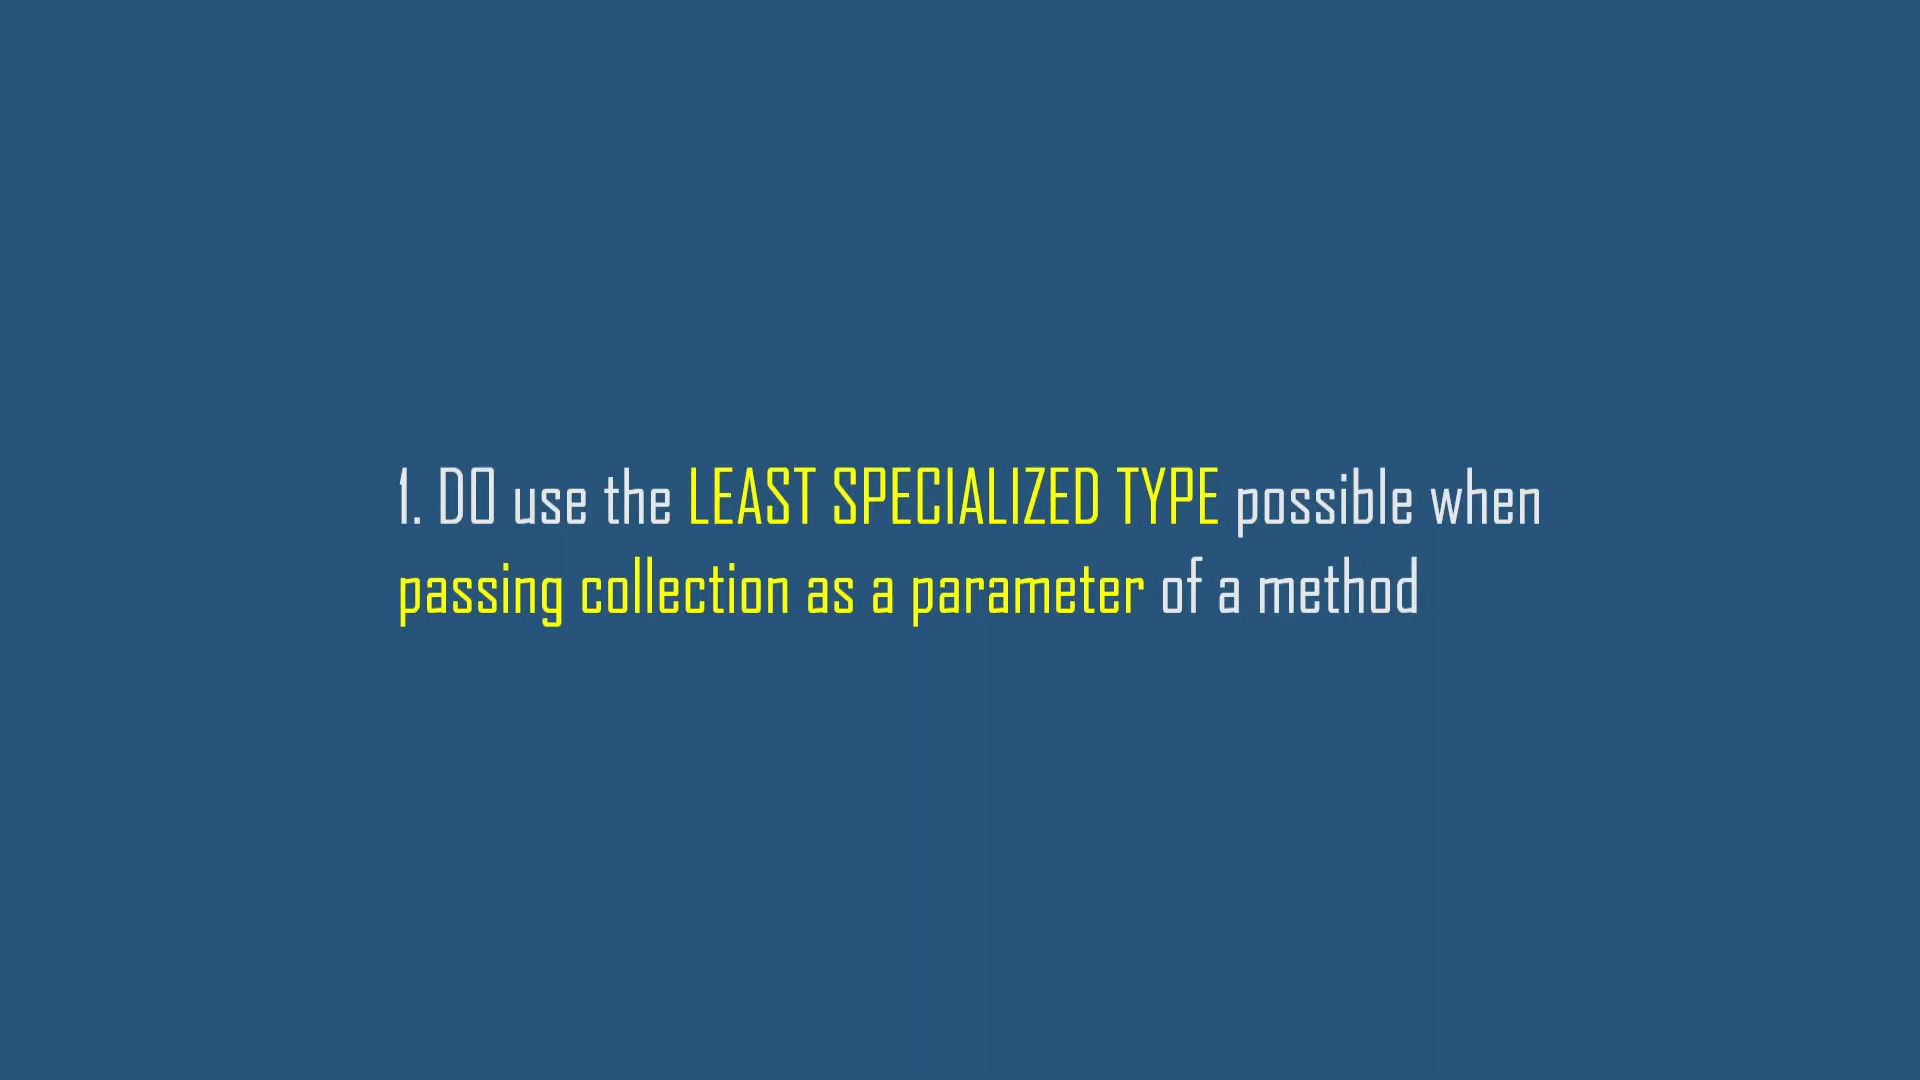 1. DO use the LEAST SPECIALIZED TYPE possible when
passing collection as a parameter of a method